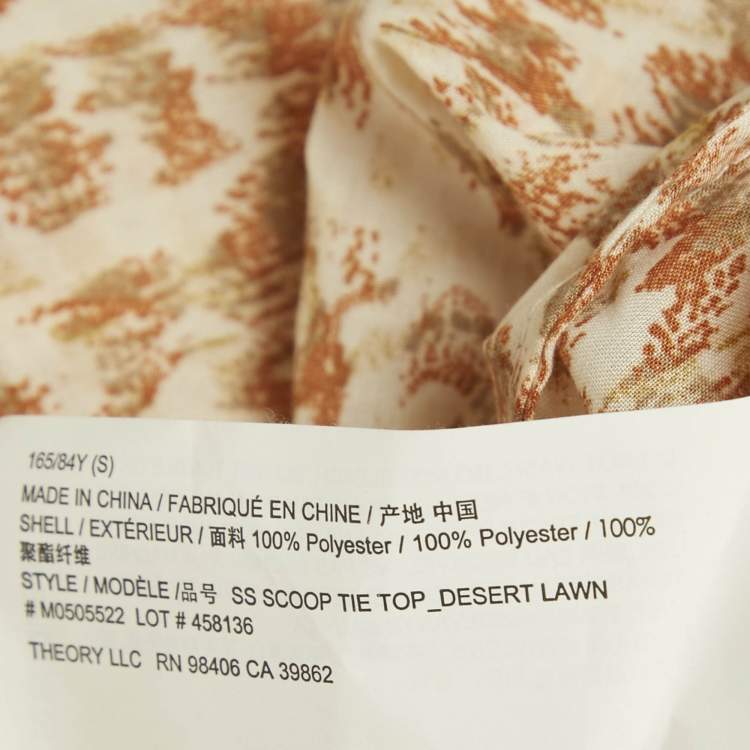 165/84Y (S)
MADE IN CHINA / FABRIQUÉ EN CHINE / 产地 中国
SHELL / EXTÉRIEUR / 面料 100% Polyester / 100% Polyester / 100%
聚酯纤维
STYLE / MODÈLE /品号 SS SCOOP TIE TOP_DESERT LAWN
# M0505522 LOT # 458136
THEORY LLC RN 98406 CA 39862